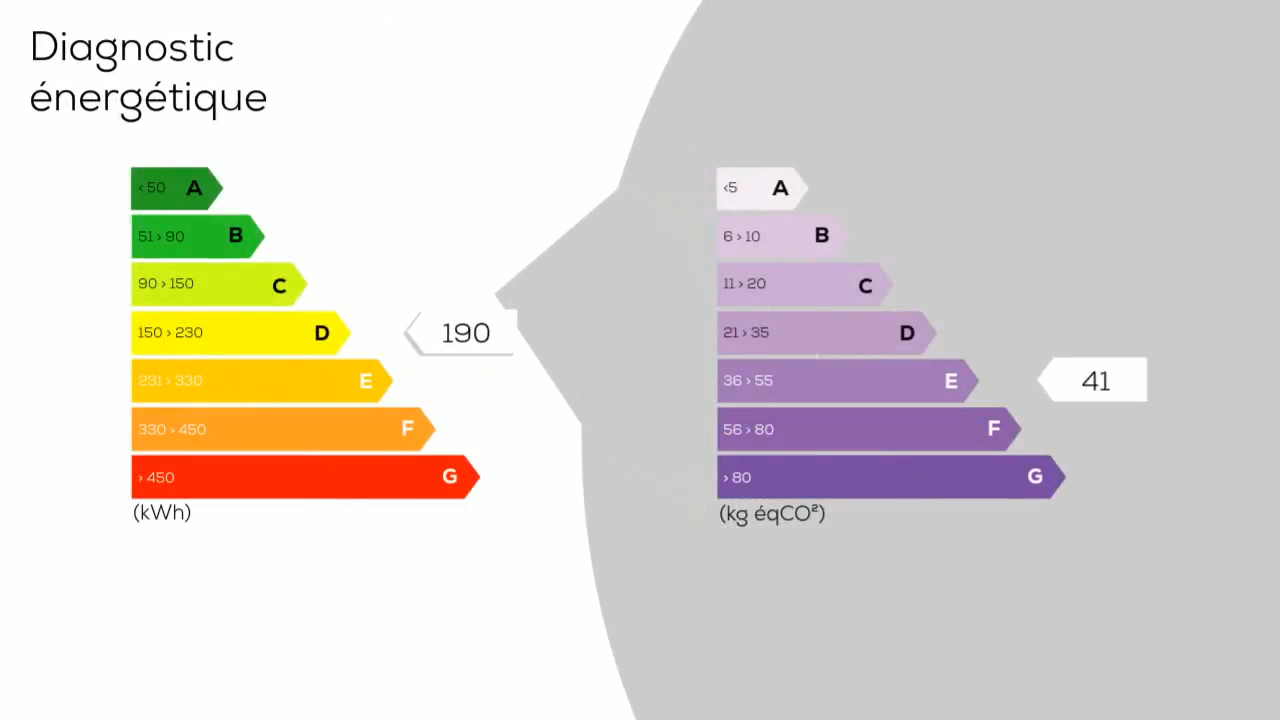 Diagnostic
énergétique
< 50 A
51 > 90 B
90 > 150 C
150 > 230 D
190
231 > 330 E
330 > 450 F
> 450 G
(kWh)
<5 A
6 > 10 B
11 > 20 C
21 > 35 D
36 > 55 E
41
56 > 80 F
> 80 G
(kg éqCO²)